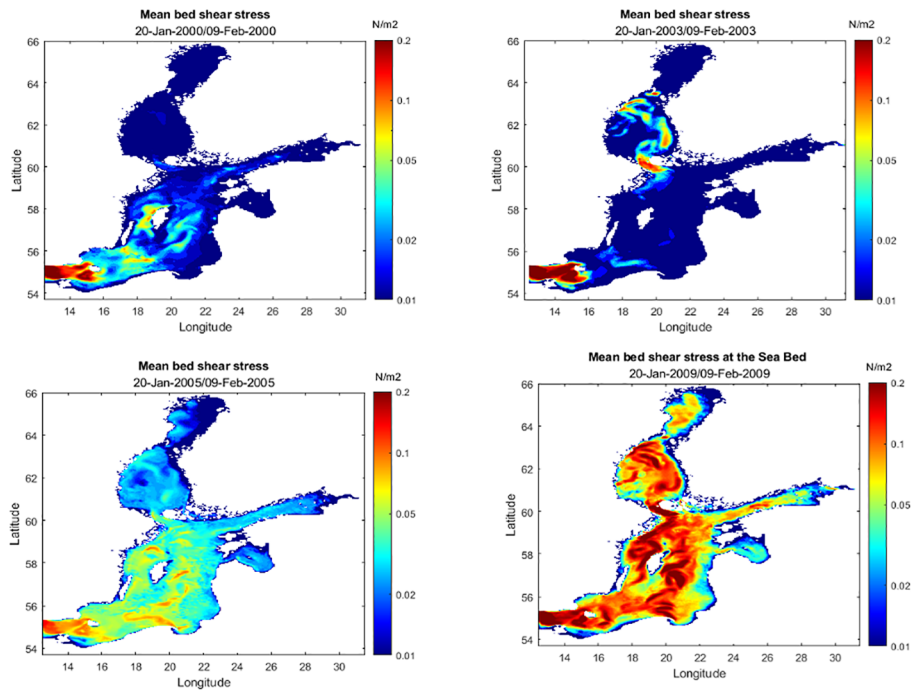 Mean bed shear stress
20-Jan-2000/09-Feb-2000
N/m2
66
64
62
60
58
56
54
Latitude
14 16 18 20 22 24 26 28 30
Longitude
0.2
0.1
0.05
0.02
0.01
Mean bed shear stress
20-Jan-2003/09-Feb-2003
N/m2
66
64
62
60
58
56
54
Latitude
14 16 18 20 22 24 26 28 30
Longitude
0.2
0.1
0.05
0.02
0.01
Mean bed shear stress
20-Jan-2005/09-Feb-2005
N/m2
66
64
62
60
58
56
54
Latitude
14 16 18 20 22 24 26 28 30
Longitude
0.2
0.1
0.05
0.02
0.01
Mean bed shear stress at the Sea Bed
20-Jan-2009/09-Feb-2009
N/m2
66
64
62
60
58
56
54
Latitude
14 16 18 20 22 24 26 28 30
Longitude
0.2
0.1
0.05
0.02
0.01